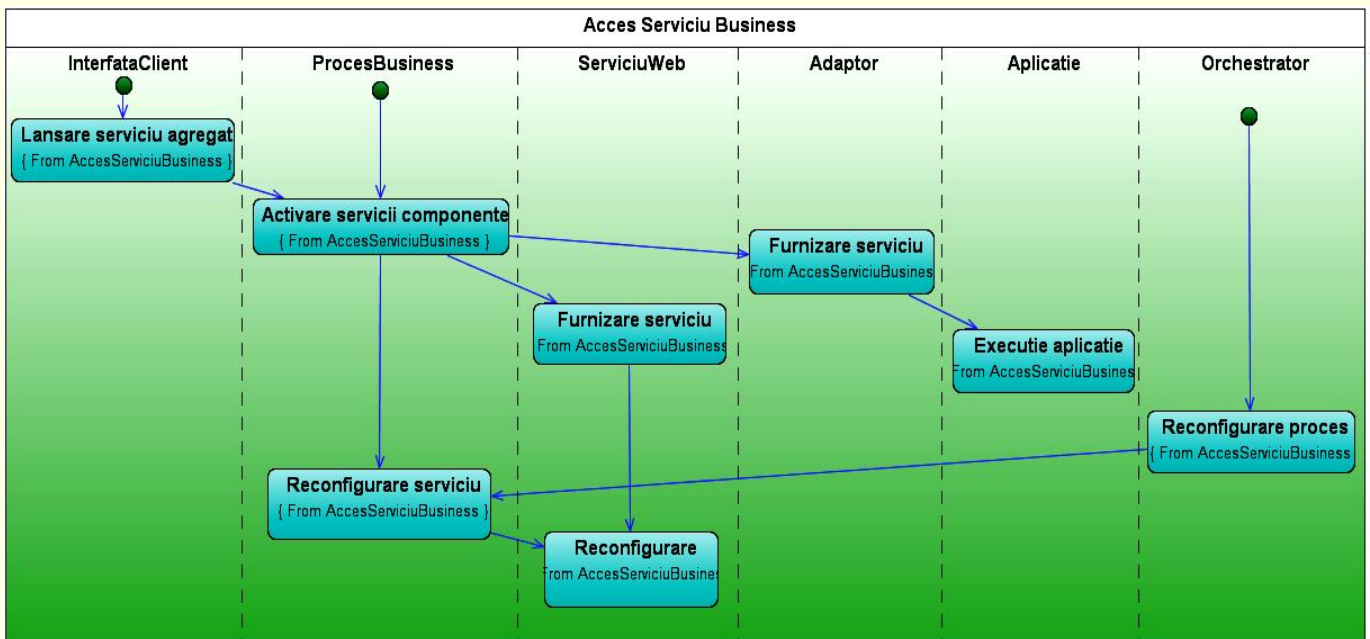 Acces Serviciu Business
InterfataClient
ProcesBusiness
ServiciuWeb
Adaptor
Aplicatie
Orchestrator
Lansare serviciu agregat
{ From AccesServiciuBusiness }
Activare servicii componente
{ From AccesServiciuBusiness }
Furnizare serviciu
From AccesServiciuBusines
Furnizare serviciu
From AccesServiciuBusiness
Executie aplicatie
From AccesServiciuBusines
Reconfigurare proces
{ From AccesServiciuBusiness
Reconfigurare serviciu
{ From AccesServiciuBusiness }
Reconfigurare
From AccesServiciuBusines